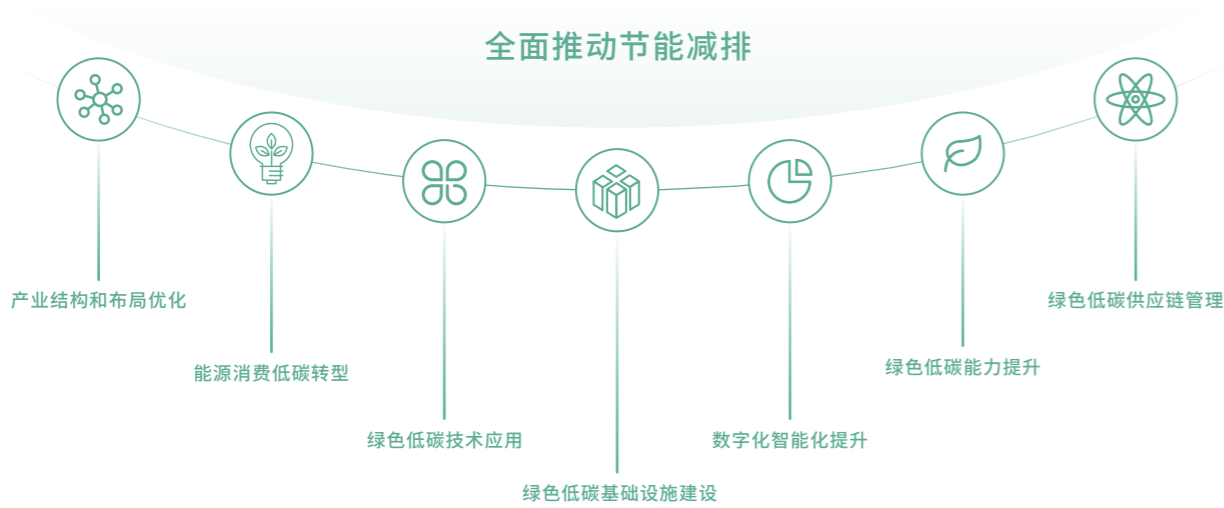 全面推动节能减排
产业结构和布局优化
能源消费低碳转型
绿色低碳技术应用
绿色低碳基础设施建设
数字化智能化提升
绿色低碳能力提升
绿色低碳供应链管理